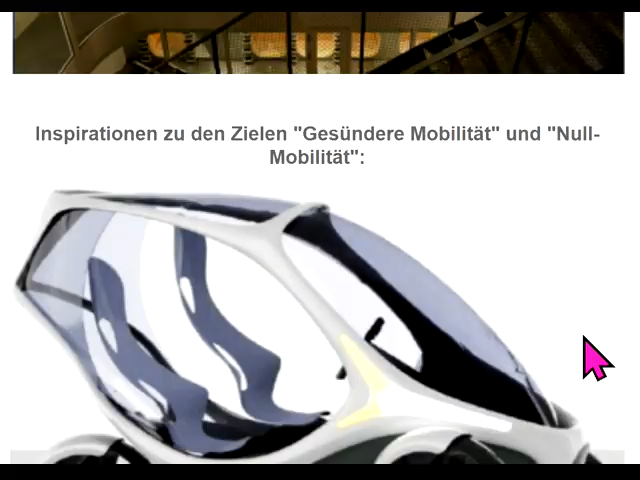 Inspirationen zu den Zielen "Gesündere Mobilität" und "Null-
Mobilität":